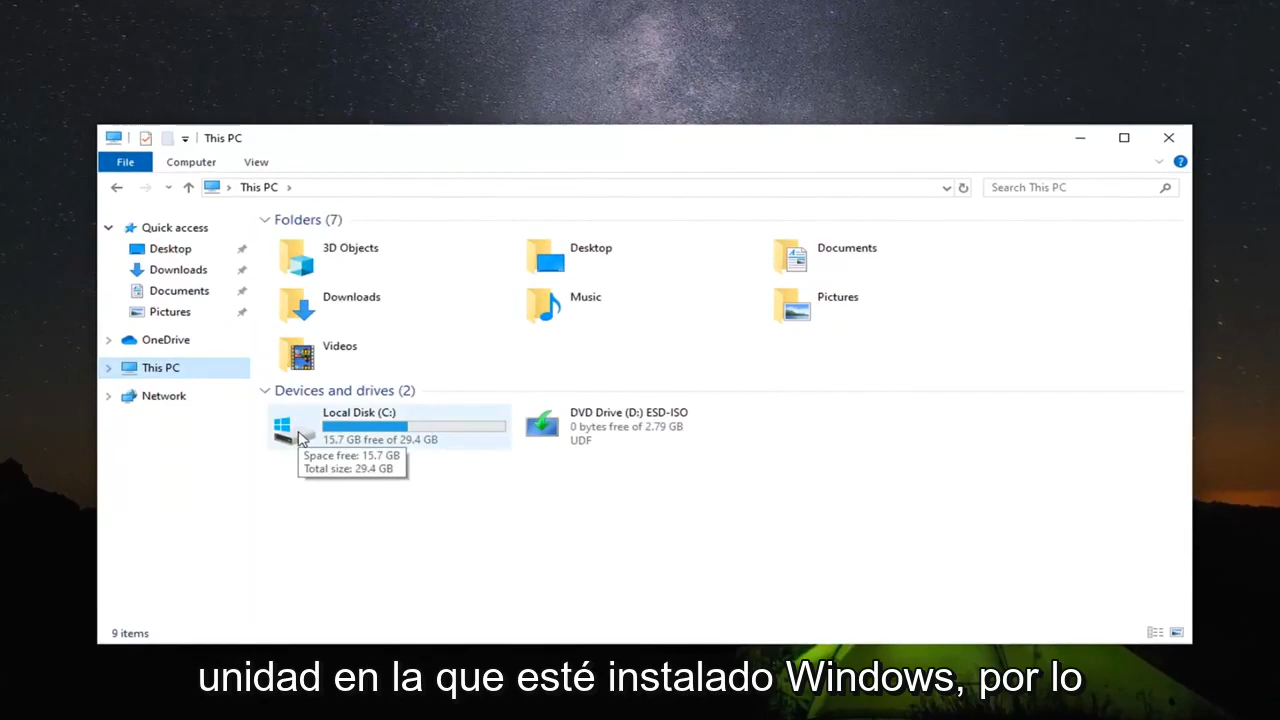 This PC
File
Computer
View
This PC
Search This PC
Quick access
Desktop
Downloads
Documents
Pictures
OneDrive
This PC
Network
Folders (7)
3D Objects
Desktop
Documents
Downloads
Music
Pictures
Videos
Devices and drives (2)
Local Disk (C:)
15.7 GB free of 29.4 GB
Space free: 15.7 GB
Total size: 29.4 GB
DVD Drive (D:) ESD-ISO
0 bytes free of 2.79 GB
UDF
9 items
unidad en la que esté instalado Windows, por lo